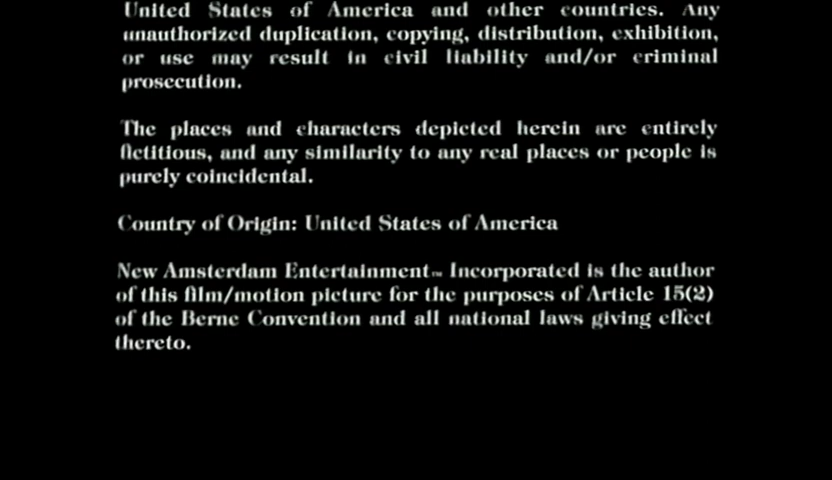 United States of America and other countries. Any
unauthorized duplication, copying, distribution, exhibition,
or use may result in civil liability and/or criminal
prosecution.
The places and characters depicted herein are entirely
fictitious, and any similarity to any real places or people is
purely coincidental.
Country of Origin: United States of America
New Amsterdam Entertainment™ Incorporated is the author
of this film/motion picture for the purposes of Article 15(2)
of the Berne Convention and all national laws giving effect
thereto.